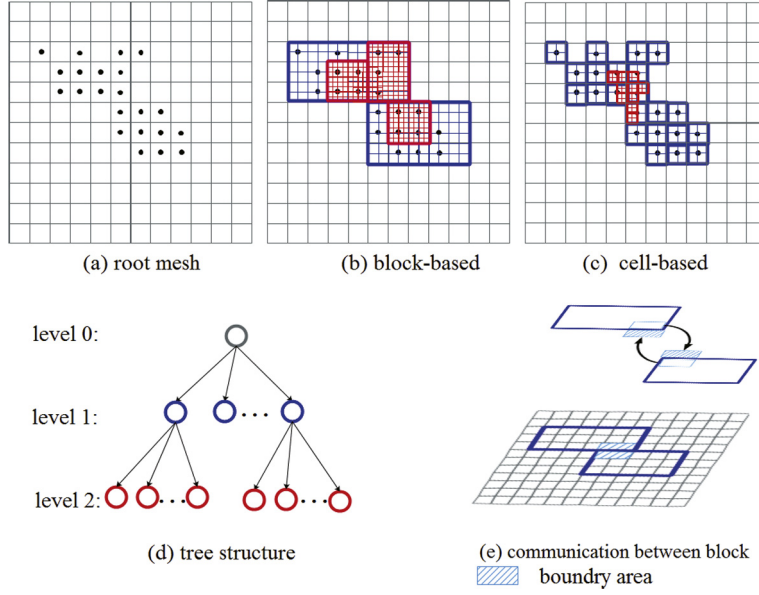 (a) root mesh
(b) block-based
(c) cell-based
level 0:
level 1:
level 2:
(d) tree structure
(e) communication between block
boundry area